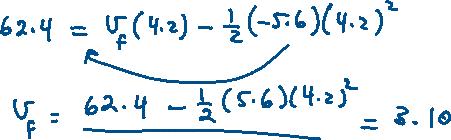 62.4 = v_f (4.2) - 1/2 (-5.6)(4.2)^2
v_f = (62.4 - 1/2 (5.6)(4.2)^2) / = 3.10